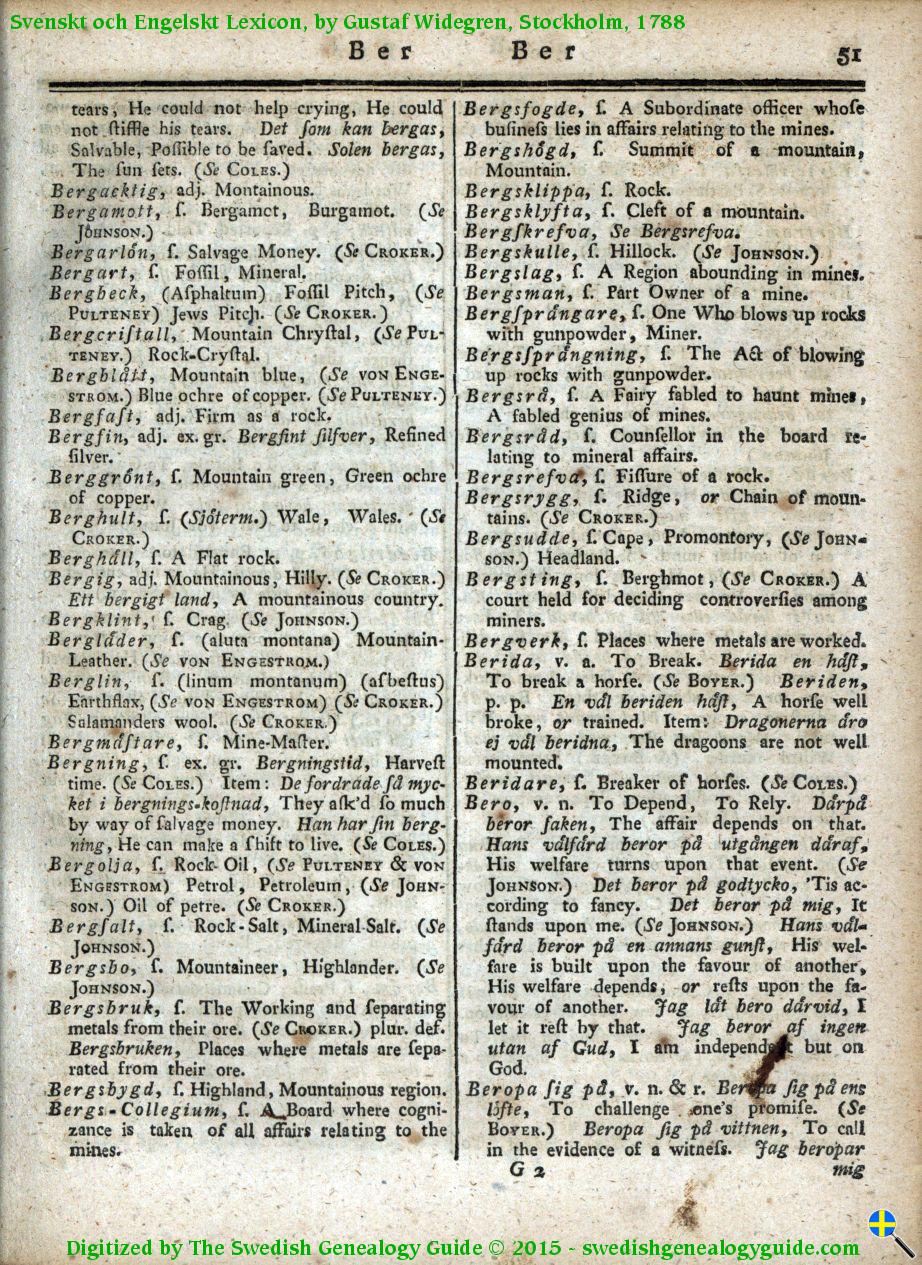 Svenskt och Engelskt Lexicon, by Gustaf Widegren, Stockholm, 1788
Ber Ber 51
tears, He could not help crying, He could
not ſtiffle his tears. Det ſom kan bergas,
Salvable, Poſſible to be ſaved. Solen bergas,
The ſun ſets. (Se COLES.)
Bergacktig, adj. Montainous.
Bergamott, ſ. Bergamot, Burgamot. (Se
JOHNSON.)
Bergarlön, ſ. Salvage Money. (Se CROKER.)
Bergart, ſ. Foſſil, Mineral.
Bergbeck, (Aſphaltum) Foſſil Pitch, (Se
PULTENEY) Jews Pitch. (Se CROKER.)
Bergcriſtall, Mountain Chryſtal, (Se PUL-
TENEY.) Rock-Cryſtal.
Bergblått, Mountain blue, (Se VON ENGE-
STROM.) Blue ochre of copper. (Se PULTENEY.)
Bergfaſt, adj. Firm as a rock.
Bergfin, adj. ex. gr. Bergfint ſilfver, Refined
ſilver.
Berggrönt, ſ. Mountain green, Green ochre
of copper.
Berghult, ſ. (Sjöterm.) Wale, Wales. (Se
CROKER.)
Berghäll, ſ. A Flat rock.
Bergig, adj. Mountainous, Hilly. (Se CROKER.)
Ett bergigt land, A mountainous country.
Bergklint, ſ. Crag. (Se JOHNSON.)
Bergläder, ſ. (aluta montana) Mountain-
Leather. (Se VON ENGESTROM.)
Berglin, ſ. (linum montanum) (aſbeſtus)
Earthflax, (Se VON ENGESTROM) (Se CROKER.)
Salamanders wool. (Se CROKER.)
Bergmäſtare, ſ. Mine-Maſter.
Bergning, ſ. ex. gr. Bergningstid, Harveſt
time. (Se COLES.) Item: De fordrade ſå myc-
ket i bergnings-koſtnad, They aſk'd ſo much
by way of ſalvage money. Han har ſin berg-
ning, He can make a ſhift to live. (Se COLES.)
Bergolja, ſ. Rock-Oil, (Se PULTENEY & VON
ENGESTROM) Petrol, Petroleum, (Se JOHN-
SON.) Oil of petre. (Se CROKER.)
Bergſalt, ſ. Rock-Salt, Mineral-Salt. (Se
JOHNSON.)
Bergsbo, ſ. Mountaineer, Highlander. (Se
JOHNSON.)
Bergsbruk, ſ. The Working and ſeparating
metals from their ore. (Se CROKER.) plur. def.
Bergsbruken, Places where metals are ſepa-
rated from their ore.
Bergsbygd, ſ. Highland, Mountainous region.
Bergs-Collegium, ſ. A Board where cogni-
zance is taken of all affairs relating to the
mines.
Bergsfogde, ſ. A Subordinate officer whoſe
buſineſs lies in affairs relating to the mines.
Bergshögd, ſ. Summit of a mountain,
Mountain.
Bergsklippa, ſ. Rock.
Bergsklyfta, ſ. Cleft of a mountain.
Bergſkrefva, Se Bergsrefva.
Bergskulle, ſ. Hillock. (Se JOHNSON.)
Bergslag, ſ. A Region abounding in mines.
Bergsman, ſ. Part Owner of a mine.
Bergſprångare, ſ. One Who blows up rocks
with gunpowder, Miner.
Bergsſprängning, ſ. The Act of blowing
up rocks with gunpowder.
Bergsrå, ſ. A Fairy fabled to haunt mines,
A fabled genius of mines.
Bergsråd, ſ. Counſellor in the board re-
lating to mineral affairs.
Bergsrefva, ſ. Fiſſure of a rock.
Bergsrygg, ſ. Ridge, or Chain of moun-
tains. (Se CROKER.)
Bergsudde, ſ. Cape, Promontory, (Se JOHN-
SON.) Headland.
Bergsting, ſ. Berghmot, (Se CROKER.) A
court held for deciding controverſies among
miners.
Bergverk, ſ. Places where metals are worked.
Berida, v. a. To Break. Berida en häſt,
To break a horſe. (Se BOYER.) Beriden,
p. p. En väl beriden häſt, A horſe well
broke, or trained. Item: Dragonerna äro
ej väl beridna, The dragoons are not well
mounted.
Beridare, ſ. Breaker of horſes. (Se COLES.)
Bero, v. n. To Depend, To Rely. Därpå
beror ſaken, The affair depends on that.
Hans välfärd beror på utgången däraf,
His welfare turns upon that event. (Se
JOHNSON.) Det beror på godtycko, 'Tis ac-
cording to fancy. Det beror på mig, It
ſtands upon me. (Se JOHNSON.) Hans väl-
färd beror på en annans gunſt, His wel-
fare is built upon the favour of another,
His welfare depends, or reſts upon the fa-
vour of another. Jag låt bero därvid, I
let it reſt by that. Jag beror af ingen
utan af Gud, I am independent but on
God.
Beropa ſig på, v. n. & r. Beropa ſig på ens
löfte, To challenge one's promiſe. (Se
BOYER.) Beropa ſig på vittnen, To call
in the evidence of a witneſs. Jag beropar
G 2 mig
Digitized by The Swedish Genealogy Guide © 2015 - swedishgenealogyguide.com